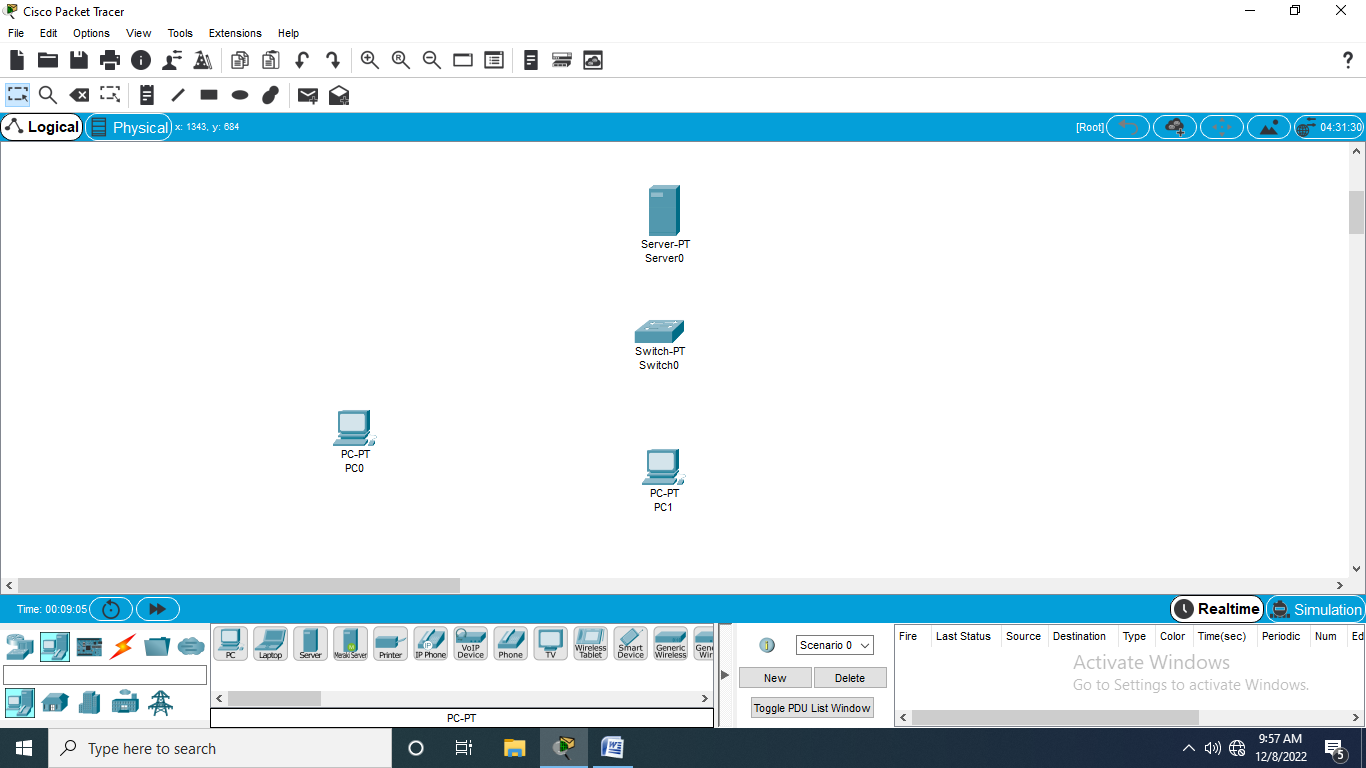 Cisco Packet Tracer
File Edit Options View Tools Extensions Help
Logical Physical x: 1343, y: 684 [Root] 04:31:30
Server-PT
Server0
Switch-PT
Switch0
PC-PT
PC0
PC-PT
PC1
Time: 00:09:05 Realtime Simulation
PC Laptop Server Meraki Server Printer IP Phone VoIP Device Phone TV Wireless Tablet Smart Device Generic Wireless
PC-PT
Scenario 0
New Delete
Toggle PDU List Window
Fire Last Status Source Destination Type Color Time(sec) Periodic Num Ed
Activate Windows
Go to Settings to activate Windows.
Type here to search
9:57 AM
12/8/2022
5